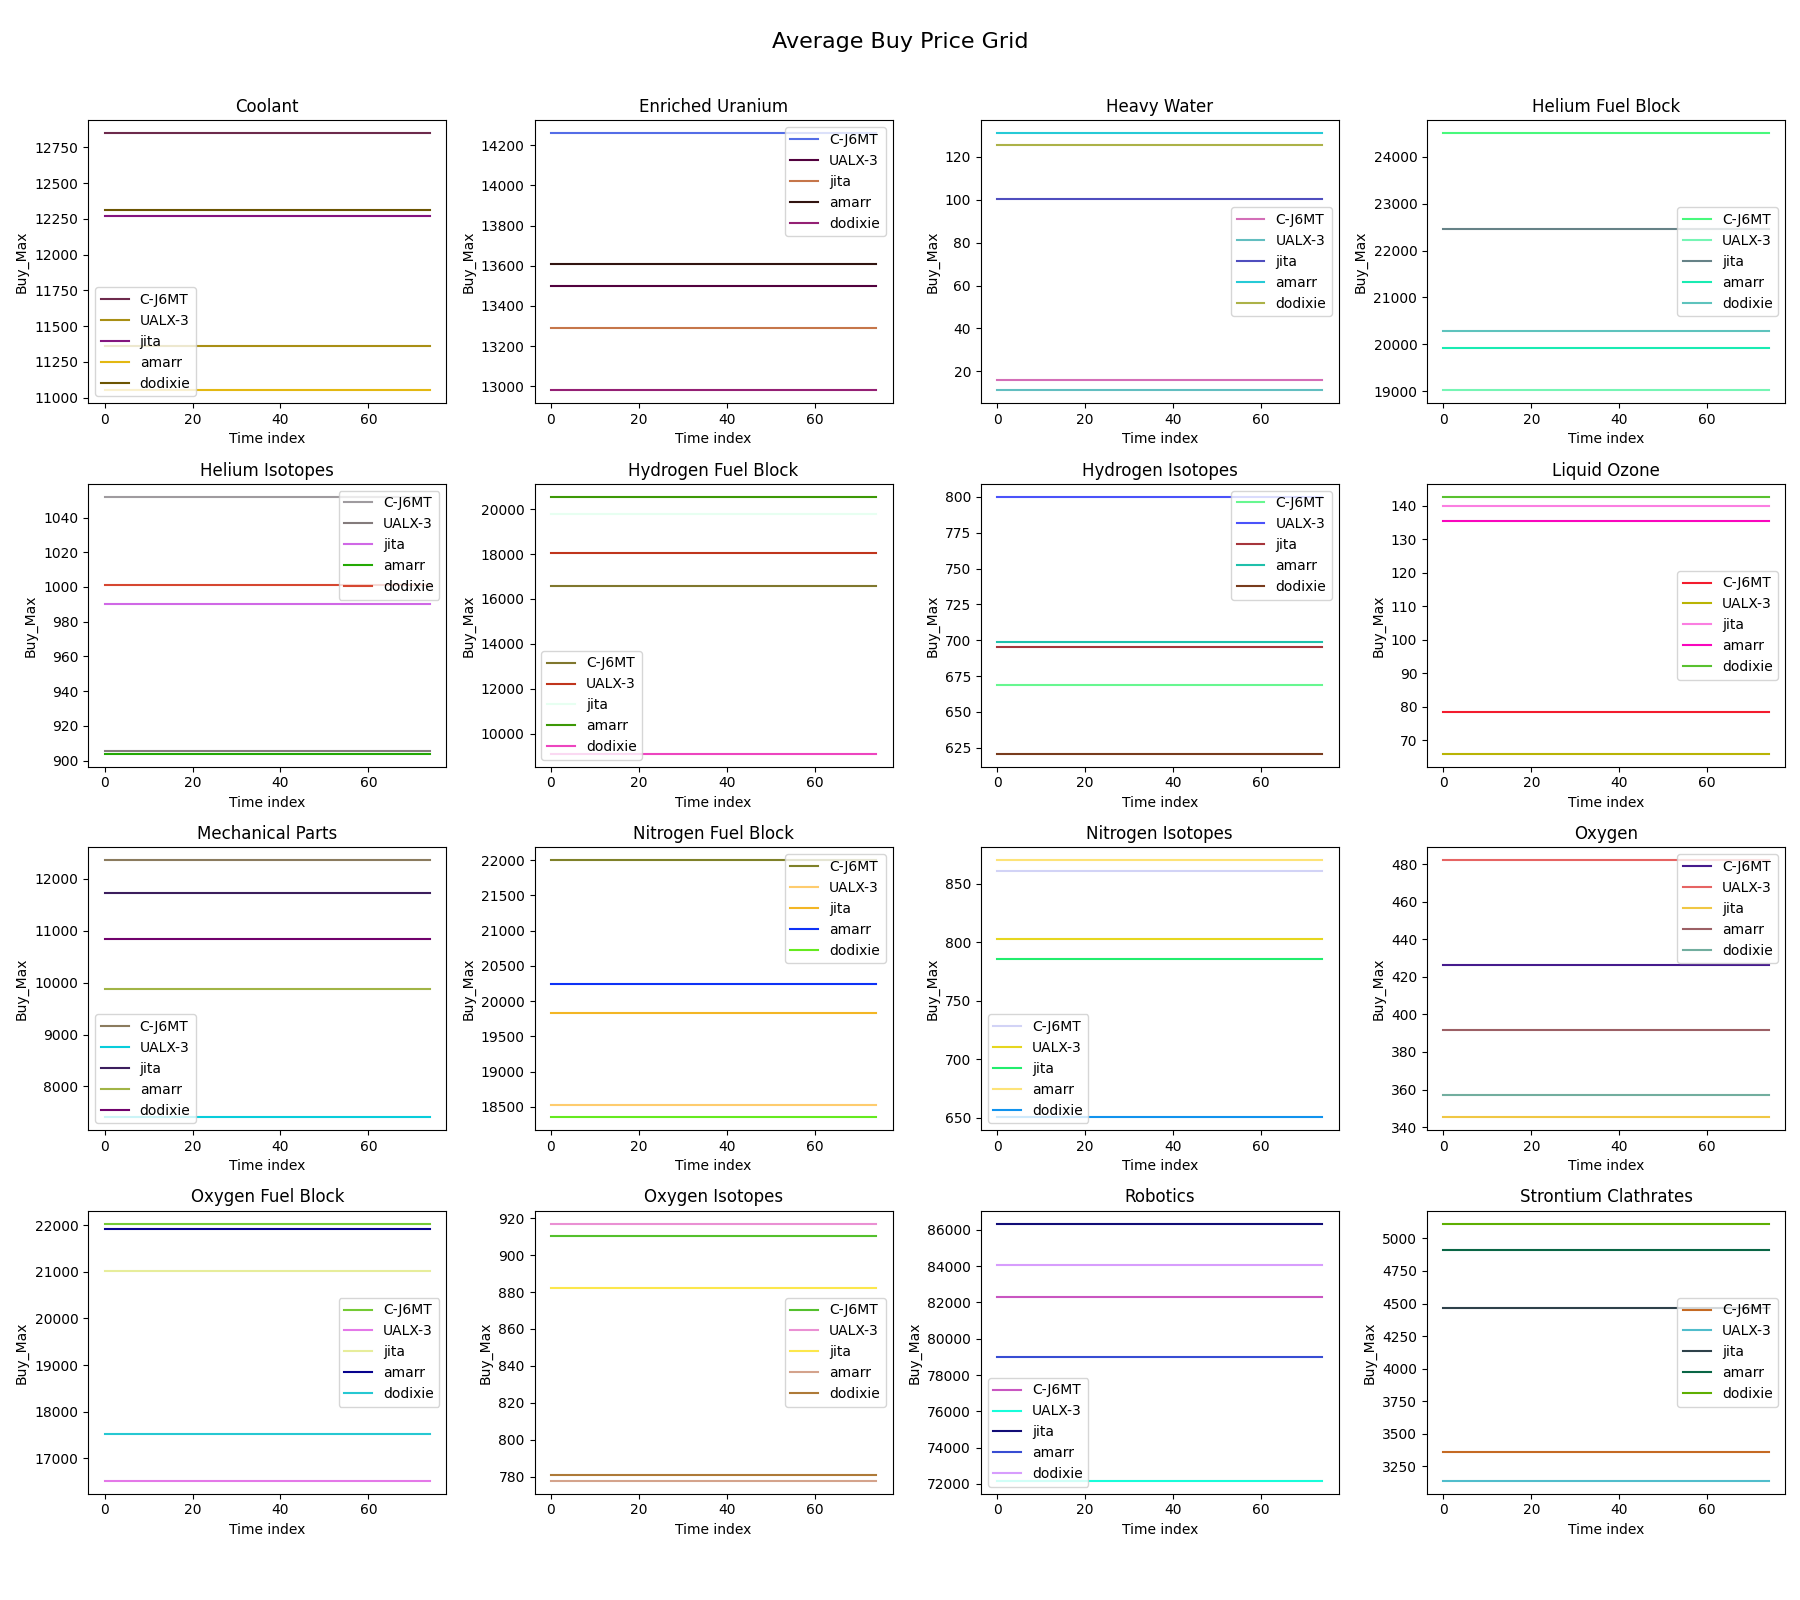 Average Buy Price Grid
Coolant
12750
12500
12250
12000
11750
11500
11250
11000
Buy_Max
C-J6MT
UALX-3
jita
amarr
dodixie
0 20 40 60
Time index
Enriched Uranium
14200
14000
13800
13600
13400
13200
13000
Buy_Max
C-J6MT
UALX-3
jita
amarr
dodixie
0 20 40 60
Time index
Heavy Water
120
100
80
60
40
20
Buy_Max
C-J6MT
UALX-3
jita
amarr
dodixie
0 20 40 60
Time index
Helium Fuel Block
24000
23000
22000
21000
20000
19000
Buy_Max
C-J6MT
UALX-3
jita
amarr
dodixie
0 20 40 60
Time index
Helium Isotopes
1040
1020
1000
980
960
940
920
900
Buy_Max
C-J6MT
UALX-3
jita
amarr
dodixie
0 20 40 60
Time index
Hydrogen Fuel Block
20000
18000
16000
14000
12000
10000
Buy_Max
C-J6MT
UALX-3
jita
amarr
dodixie
0 20 40 60
Time index
Hydrogen Isotopes
800
775
750
725
700
675
650
625
Buy_Max
C-J6MT
UALX-3
jita
amarr
dodixie
0 20 40 60
Time index
Liquid Ozone
140
130
120
110
100
90
80
70
Buy_Max
C-J6MT
UALX-3
jita
amarr
dodixie
0 20 40 60
Time index
Mechanical Parts
12000
11000
10000
9000
8000
Buy_Max
C-J6MT
UALX-3
jita
amarr
dodixie
0 20 40 60
Time index
Nitrogen Fuel Block
22000
21500
21000
20500
20000
19500
19000
18500
Buy_Max
C-J6MT
UALX-3
jita
amarr
dodixie
0 20 40 60
Time index
Nitrogen Isotopes
850
800
750
700
650
Buy_Max
C-J6MT
UALX-3
jita
amarr
dodixie
0 20 40 60
Time index
Oxygen
480
460
440
420
400
380
360
340
Buy_Max
C-J6MT
UALX-3
jita
amarr
dodixie
0 20 40 60
Time index
Oxygen Fuel Block
22000
21000
20000
19000
18000
17000
Buy_Max
C-J6MT
UALX-3
jita
amarr
dodixie
0 20 40 60
Time index
Oxygen Isotopes
920
900
880
860
840
820
800
780
Buy_Max
C-J6MT
UALX-3
jita
amarr
dodixie
0 20 40 60
Time index
Robotics
86000
84000
82000
80000
78000
76000
74000
72000
Buy_Max
C-J6MT
UALX-3
jita
amarr
dodixie
0 20 40 60
Time index
Strontium Clathrates
5000
4750
4500
4250
4000
3750
3500
3250
Buy_Max
C-J6MT
UALX-3
jita
amarr
dodixie
0 20 40 60
Time index